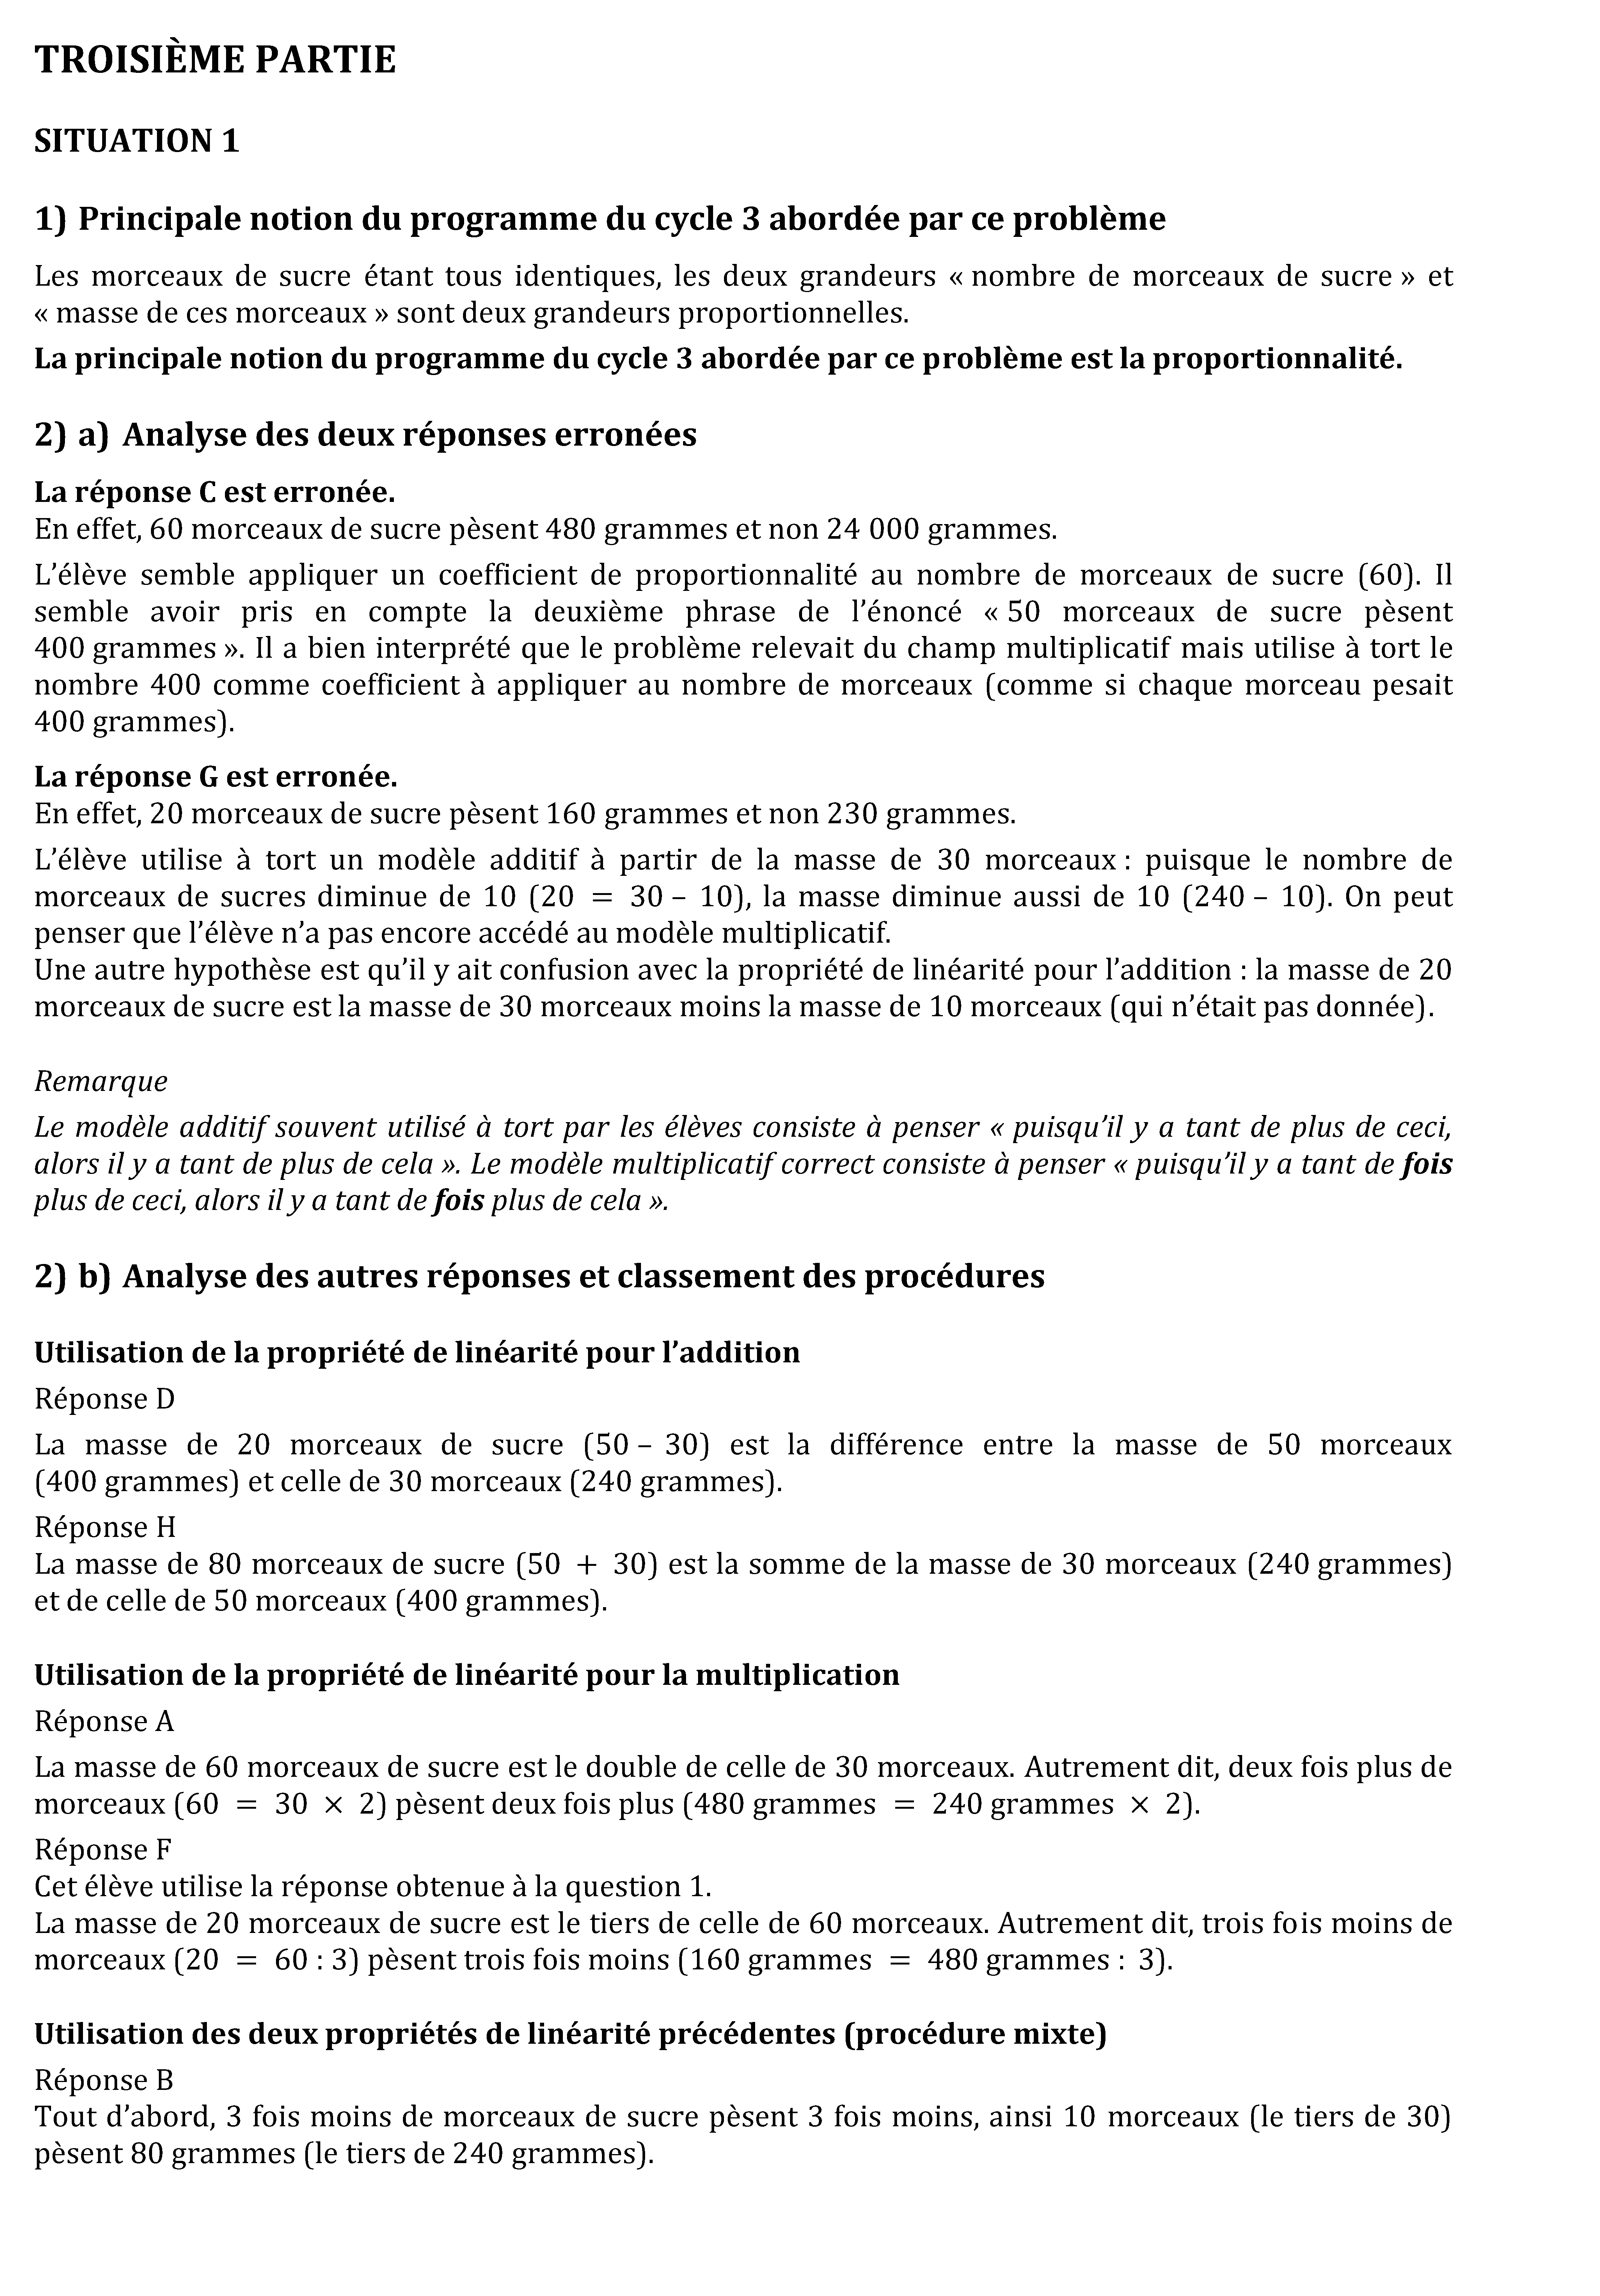 TROISIÈME PARTIE
SITUATION 1
1) Principale notion du programme du cycle 3 abordée par ce problème
Les morceaux de sucre étant tous identiques, les deux grandeurs « nombre de morceaux de sucre » et
« masse de ces morceaux » sont deux grandeurs proportionnelles.
La principale notion du programme du cycle 3 abordée par ce problème est la proportionnalité.
2) a) Analyse des deux réponses erronées
La réponse C est erronée.
En effet, 60 morceaux de sucre pèsent 480 grammes et non 24 000 grammes.
L’élève semble appliquer un coefficient de proportionnalité au nombre de morceaux de sucre (60). Il
semble avoir pris en compte la deuxième phrase de l’énoncé « 50 morceaux de sucre pèsent
400 grammes ». Il a bien interprété que le problème relevait du champ multiplicatif mais utilise à tort le
nombre 400 comme coefficient à appliquer au nombre de morceaux (comme si chaque morceau pesait
400 grammes).
La réponse G est erronée.
En effet, 20 morceaux de sucre pèsent 160 grammes et non 230 grammes.
L’élève utilise à tort un modèle additif à partir de la masse de 30 morceaux : puisque le nombre de
morceaux de sucres diminue de 10 (20 = 30 – 10), la masse diminue aussi de 10 (240 – 10). On peut
penser que l’élève n’a pas encore accédé au modèle multiplicatif.
Une autre hypothèse est qu’il y ait confusion avec la propriété de linéarité pour l’addition : la masse de 20
morceaux de sucre est la masse de 30 morceaux moins la masse de 10 morceaux (qui n’était pas donnée).
Remarque
Le modèle additif souvent utilisé à tort par les élèves consiste à penser « puisqu’il y a tant de plus de ceci,
alors il y a tant de plus de cela ». Le modèle multiplicatif correct consiste à penser « puisqu’il y a tant de fois
plus de ceci, alors il y a tant de fois plus de cela ».
2) b) Analyse des autres réponses et classement des procédures
Utilisation de la propriété de linéarité pour l’addition
Réponse D
La masse de 20 morceaux de sucre (50 – 30) est la différence entre la masse de 50 morceaux
(400 grammes) et celle de 30 morceaux (240 grammes).
Réponse H
La masse de 80 morceaux de sucre (50 + 30) est la somme de la masse de 30 morceaux (240 grammes)
et de celle de 50 morceaux (400 grammes).
Utilisation de la propriété de linéarité pour la multiplication
Réponse A
La masse de 60 morceaux de sucre est le double de celle de 30 morceaux. Autrement dit, deux fois plus de
morceaux (60 = 30 × 2) pèsent deux fois plus (480 grammes = 240 grammes × 2).
Réponse F
Cet élève utilise la réponse obtenue à la question 1.
La masse de 20 morceaux de sucre est le tiers de celle de 60 morceaux. Autrement dit, trois fois moins de
morceaux (20 = 60 : 3) pèsent trois fois moins (160 grammes = 480 grammes : 3).
Utilisation des deux propriétés de linéarité précédentes (procédure mixte)
Réponse B
Tout d’abord, 3 fois moins de morceaux de sucre pèsent 3 fois moins, ainsi 10 morceaux (le tiers de 30)
pèsent 80 grammes (le tiers de 240 grammes).